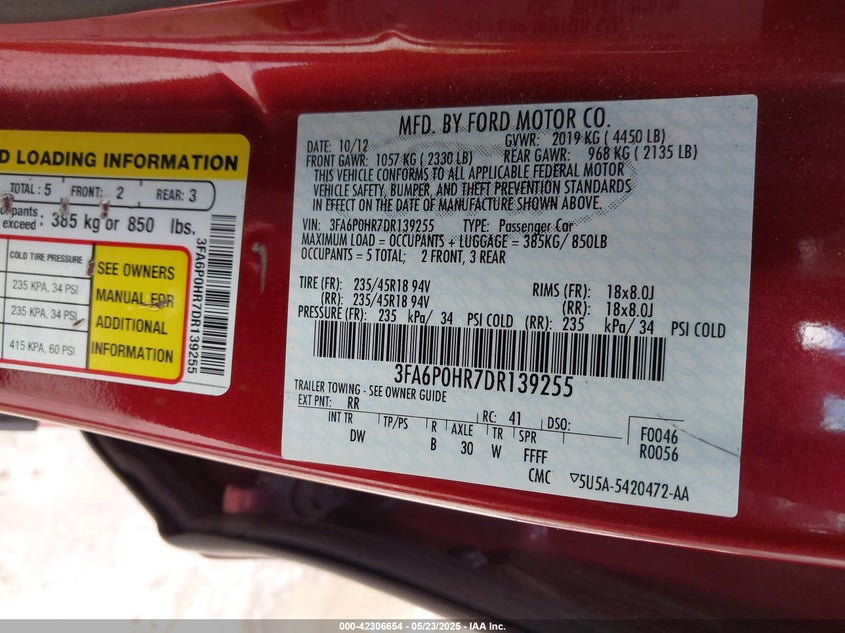 D LOADING INFORMATION
TOTAL: 5 FRONT: 2 REAR: 3
exceed: 385 kg or 850 lbs.
COLD TIRE PRESSURE
235 KPA, 34 PSI
235 KPA, 34 PSI
415 KPA, 60 PSI
SEE OWNERS
MANUAL FOR
ADDITIONAL
INFORMATION
3FA6P0HR7DR139255
MFD. BY FORD MOTOR CO.
DATE: 10/12 GVWR: 2019 KG ( 4450 LB)
FRONT GAWR: 1057 KG ( 2330 LB) REAR GAWR: 968 KG ( 2135 LB)
THIS VEHICLE CONFORMS TO ALL APPLICABLE FEDERAL MOTOR
VEHICLE SAFETY, BUMPER, AND THEFT PREVENTION STANDARDS
IN EFFECT ON THE DATE OF MANUFACTURE SHOWN ABOVE.
VIN: 3FA6P0HR7DR139255 TYPE: Passenger Car
MAXIMUM LOAD = OCCUPANTS + LUGGAGE = 385KG/ 850LB
OCCUPANTS = 5 TOTAL; 2 FRONT, 3 REAR
TIRE (FR): 235/45R18 94V RIMS (FR): 18x8.0J
(RR): 235/45R18 94V (RR): 18x8.0J
PRESSURE (FR): 235 kPa/ 34 PSI COLD (RR): 235 kPa/ 34 PSI COLD
3FA6P0HR7DR139255
TRAILER TOWING - SEE OWNER GUIDE
EXT PNT: RR RC: 41 DSO: F0046
INT TR TP/PS R AXLE TR SPR R0056
DW B 30 W FFFF
CMC 5U5A-5420472-AA
000-42306654 - 05/23/2025 - IAA Inc.